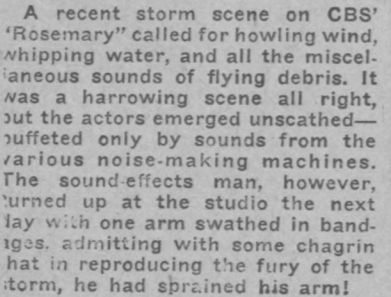 A recent storm scene on CBS'
'Rosemary" called for howling wind,
whipping water, and all the miscel-
laneous sounds of flying debris. It
was a harrowing scene all right,
but the actors emerged unscathed—
buffeted only by sounds from the
various noise-making machines.
The sound-effects man, however,
turned up at the studio the next
day with one arm swathed in band-
ages, admitting with some chagrin
that in reproducing the fury of the
storm, he had sprained his arm!